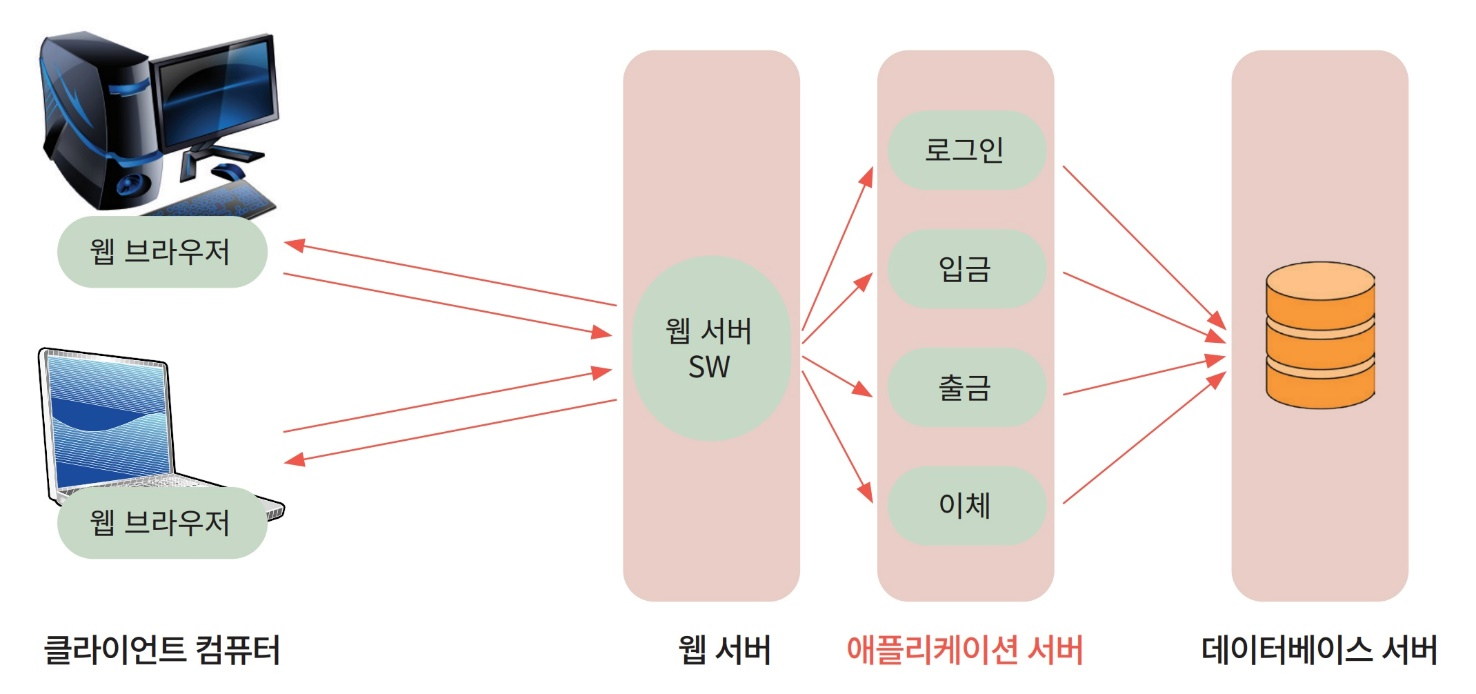 웹 브라우저
웹 브라우저
웹 서버
SW
로그인
입금
출금
이체
클라이언트 컴퓨터
웹 서버
애플리케이션 서버
데이터베이스 서버